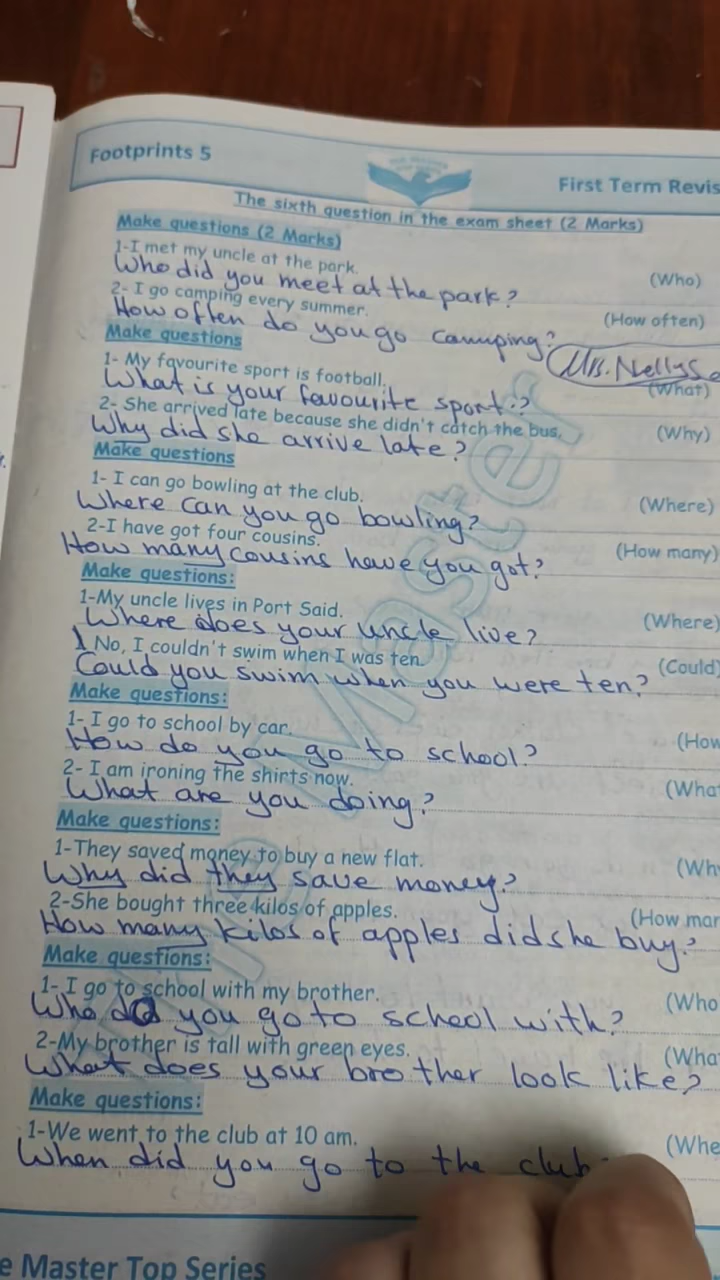 Footprints 5
First Term Revis
The sixth question in the exam sheet (2 Marks)
Make questions (2 Marks)
1-I met my uncle at the park. (Who)
Who did you meet at the park?
2- I go camping every summer. (How often)
How often do you go camping?
Make questions
Mrs. Nelly
1- My favourite sport is football. (What)
What is your favourite sport?
2- She arrived late because she didn't catch the bus. (Why)
Why did she arrive late?
Make questions
1- I can go bowling at the club. (Where)
Where can you go bowling?
2-I have got four cousins. (How many)
How many cousins have you got?
Make questions:
1-My uncle lives in Port Said. (Where)
Where does your uncle live?
No, I couldn't swim when I was ten. (Could)
Could you swim when you were ten?
Make questions:
1- I go to school by car. (How
How do you go to school?
2- I am ironing the shirts now. (What
What are you doing?
Make questions:
1-They saved money to buy a new flat. (Wh
Why did they save money?
2-She bought three kilos of apples. (How mar
How many kilos of apples did she buy?
Make questions:
1- I go to school with my brother. (Who
Who do you go to school with?
2-My brother is tall with green eyes. (Wha
What does your brother look like?
Make questions:
1-We went to the club at 10 am. (Whe
When did you go to the club
e Master Top Series